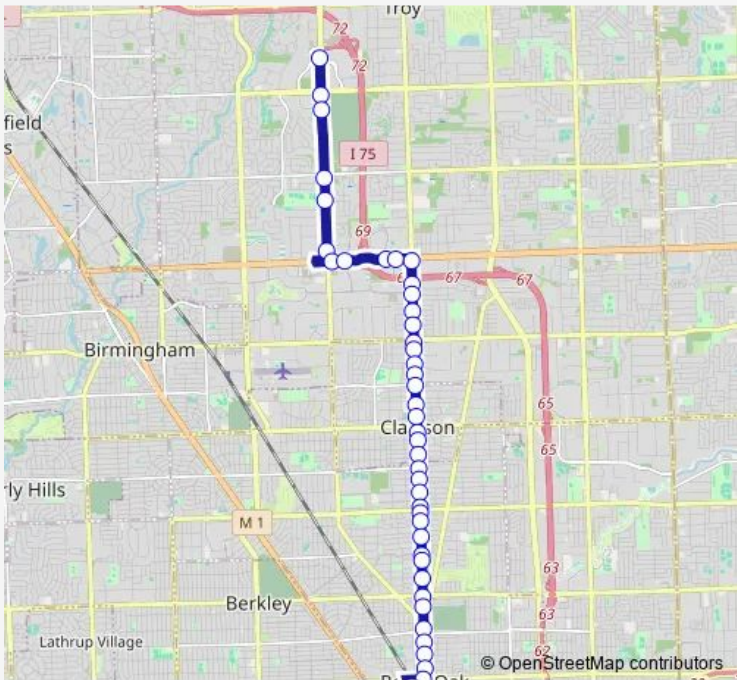 Troy
72
72
field
s
I 75
69
67
67
Birmingham
65
Clawson
65
rly Hills
M 1
63
Berkley
63
Lathrup Village
62
© OpenStreetMap contributors